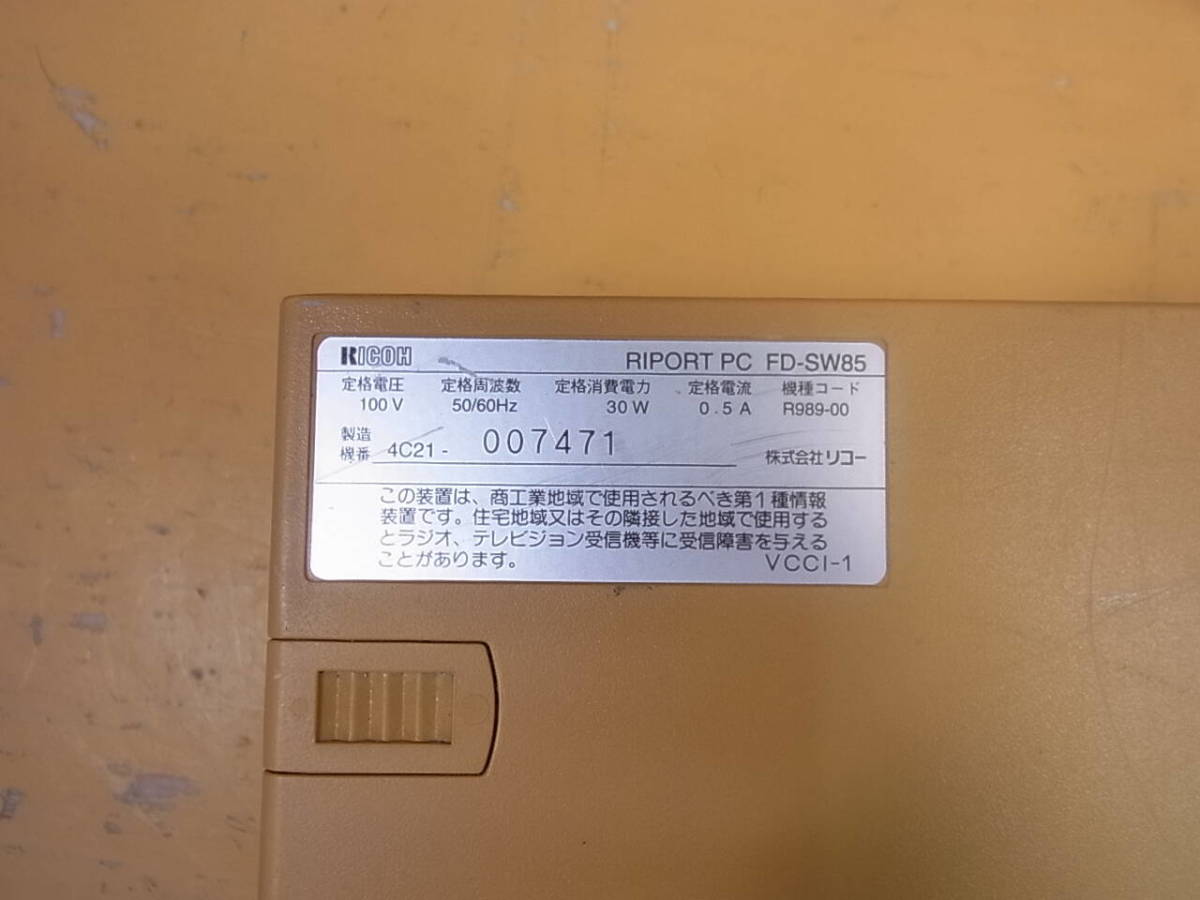 RICOH RIPORT PC FD-SW85
定格電圧 定格周波数 定格消費電力 定格電流 機種コード
100 V 50/60Hz 30 W 0.5 A R989-00
製造
機番 4C21- 007471 株式会社リコー
この装置は、商工業地域で使用されるべき第1種情報
装置です。住宅地域又はその隣接した地域で使用する
とラジオ、テレビジョン受信機等に受信障害を与える
ことがあります。 VCCI-1